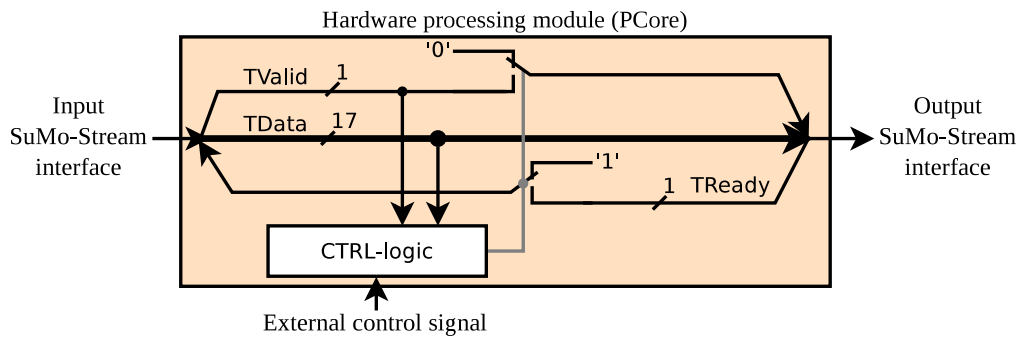 Hardware processing module (PCore)
'0'
TValid
1
Input
SuMo-Stream
interface
TData
17
Output
SuMo-Stream
interface
'1'
1
TReady
CTRL-logic
External control signal